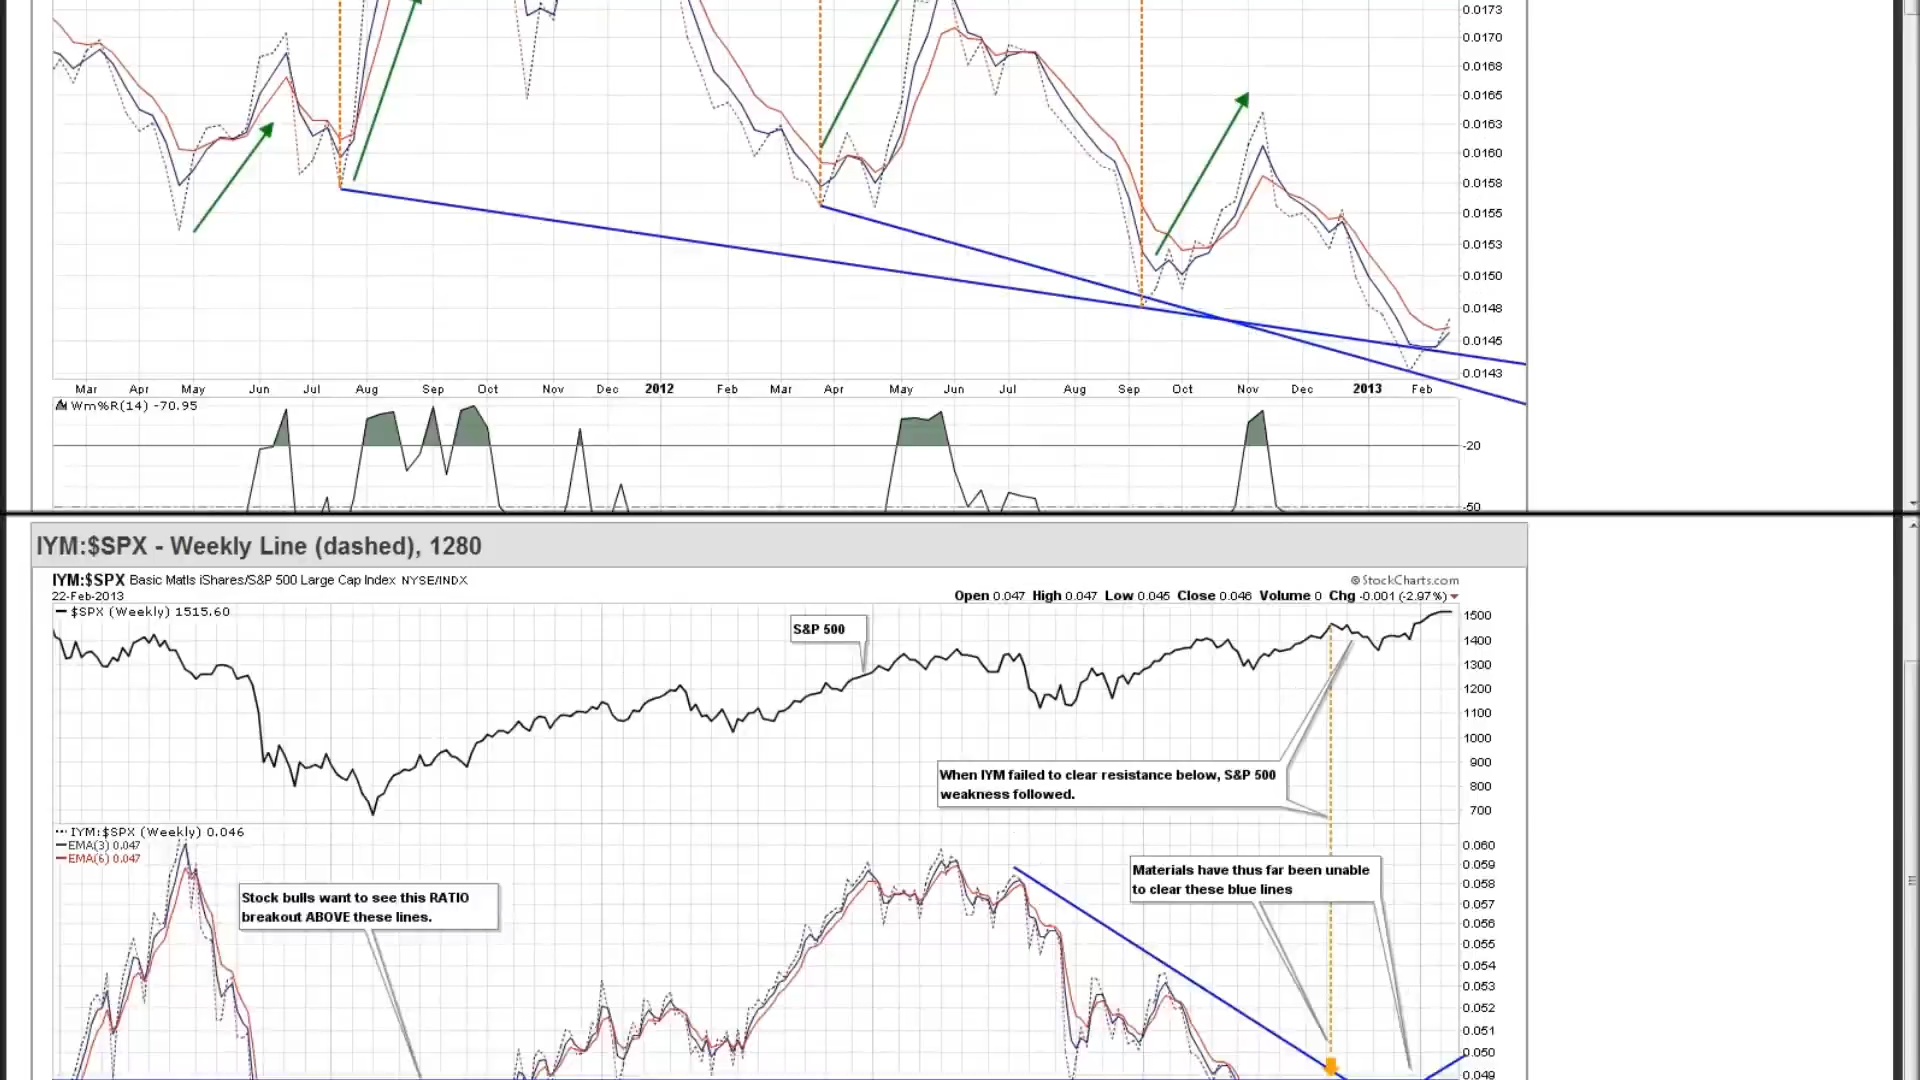 0.0173
0.0170
0.0168
0.0165
0.0163
0.0160
0.0158
0.0155
0.0153
0.0150
0.0148
0.0145
0.0143
Mar Apr May Jun Jul Aug Sep Oct Nov Dec 2012 Feb Mar Apr May Jun Jul Aug Sep Oct Nov Dec 2013 Feb
Wm%R(14) -70.95
-20
-50
IYM:$SPX - Weekly Line (dashed), 1280
IYM:$SPX Basic Matls iShares/S&P 500 Large Cap Index NYSE/INDX
© StockCharts.com
22-Feb-2013
Open 0.047 High 0.047 Low 0.045 Close 0.046 Volume 0 Chg -0.001 (-2.97%)
$SPX (Weekly) 1515.60
S&P 500
1500
1400
1300
1200
1100
1000
900
800
700
When IYM failed to clear resistance below, S&P 500
weakness followed.
IYM:$SPX (Weekly) 0.046
EMA(3) 0.047
EMA(6) 0.047
Stock bulls want to see this RATIO
breakout ABOVE these lines.
Materials have thus far been unable
to clear these blue lines
0.060
0.059
0.058
0.057
0.056
0.055
0.054
0.053
0.052
0.051
0.050
0.049